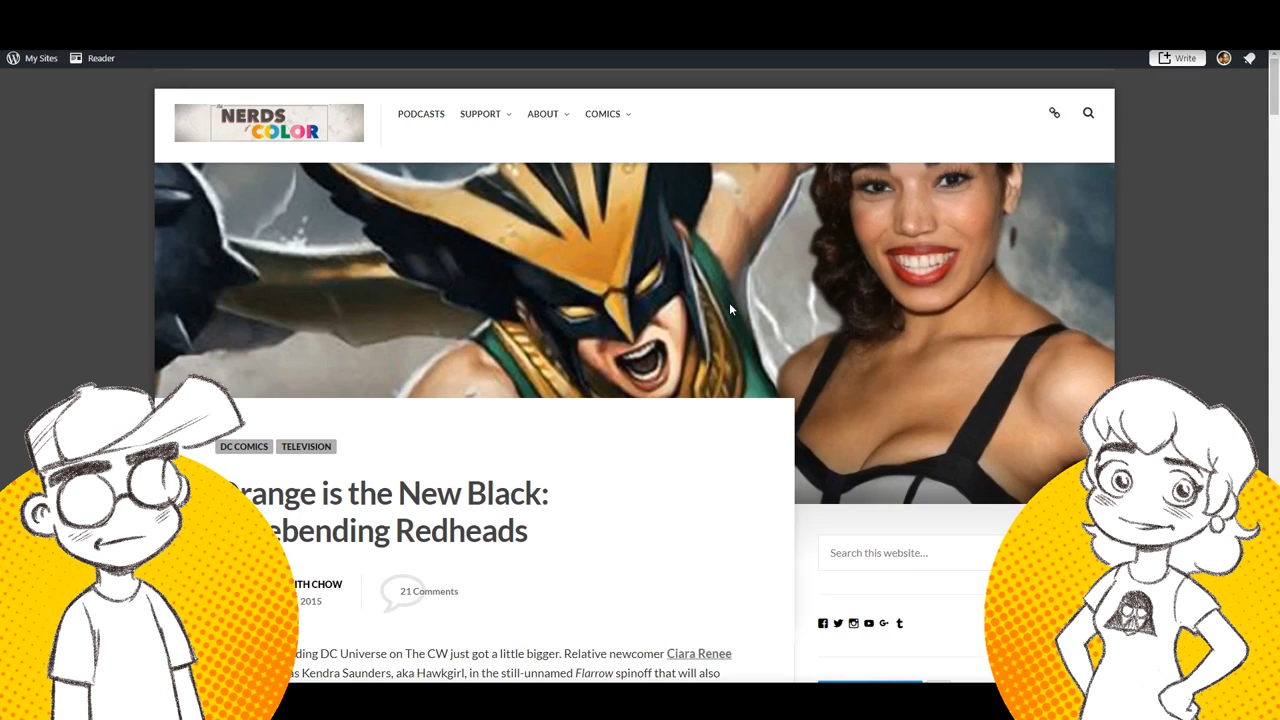 My Sites
Reader
Write
NERDS
COLOR
PODCASTS
SUPPORT
ABOUT
COMICS
DC COMICS
TELEVISION
range is the New Black:
ebending Redheads
ITH CHOW
2015
21 Comments
ding DC Universe on The CW just got a little bigger. Relative newcomer Ciara Renee
as Kendra Saunders, aka Hawkgirl, in the still-unnamed Flarrow spinoff that will also
Search this website…